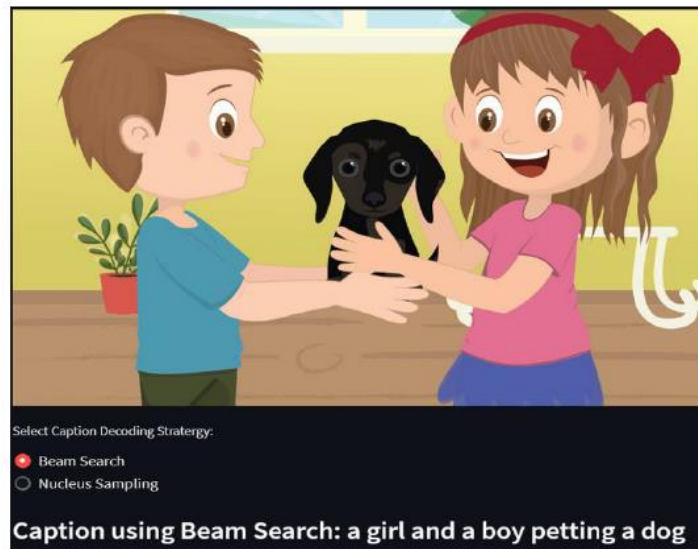 Select Caption Decoding Stratergy:
Beam Search
Nucleus Sampling
Caption using Beam Search: a girl and a boy petting a dog